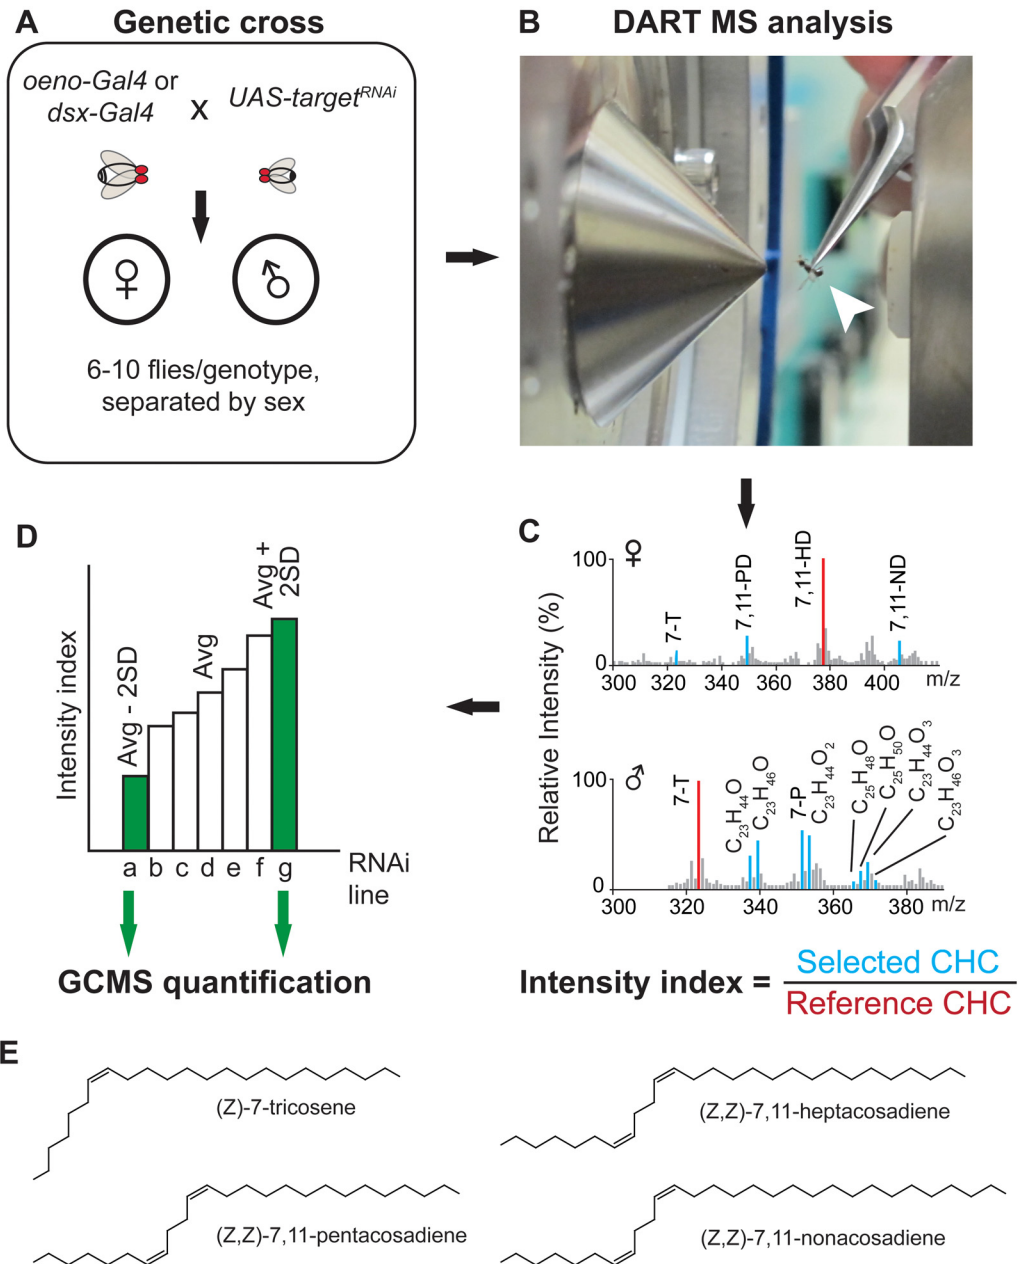 A Genetic cross
oeno-Gal4 or
dsx-Gal4
X
UAS-target^RNAi
♀ ♂
6-10 flies/genotype,
separated by sex
B DART MS analysis
C
♀
Relative Intensity (%)
100
0
7-T
7,11-PD
7,11-HD
7,11-ND
300 320 340 360 380 400 m/z
♂
100
0
7-T
C₂₃H₄₄O
C₂₃H₄₆O
7-P
C₂₃H₄₄O₂
C₂₅H₄₈O
C₂₅H₅₀O
C₂₃H₄₄O₃
C₂₃H₄₆O₃
300 320 340 360 380 m/z
Intensity index = Selected CHC
Reference CHC
D
Intensity index
Avg - 2SD
Avg
Avg +
2SD
a b c d e f g RNAi
line
GCMS quantification
E
(Z)-7-tricosene
(Z,Z)-7,11-heptacosadiene
(Z,Z)-7,11-pentacosadiene
(Z,Z)-7,11-nonacosadiene